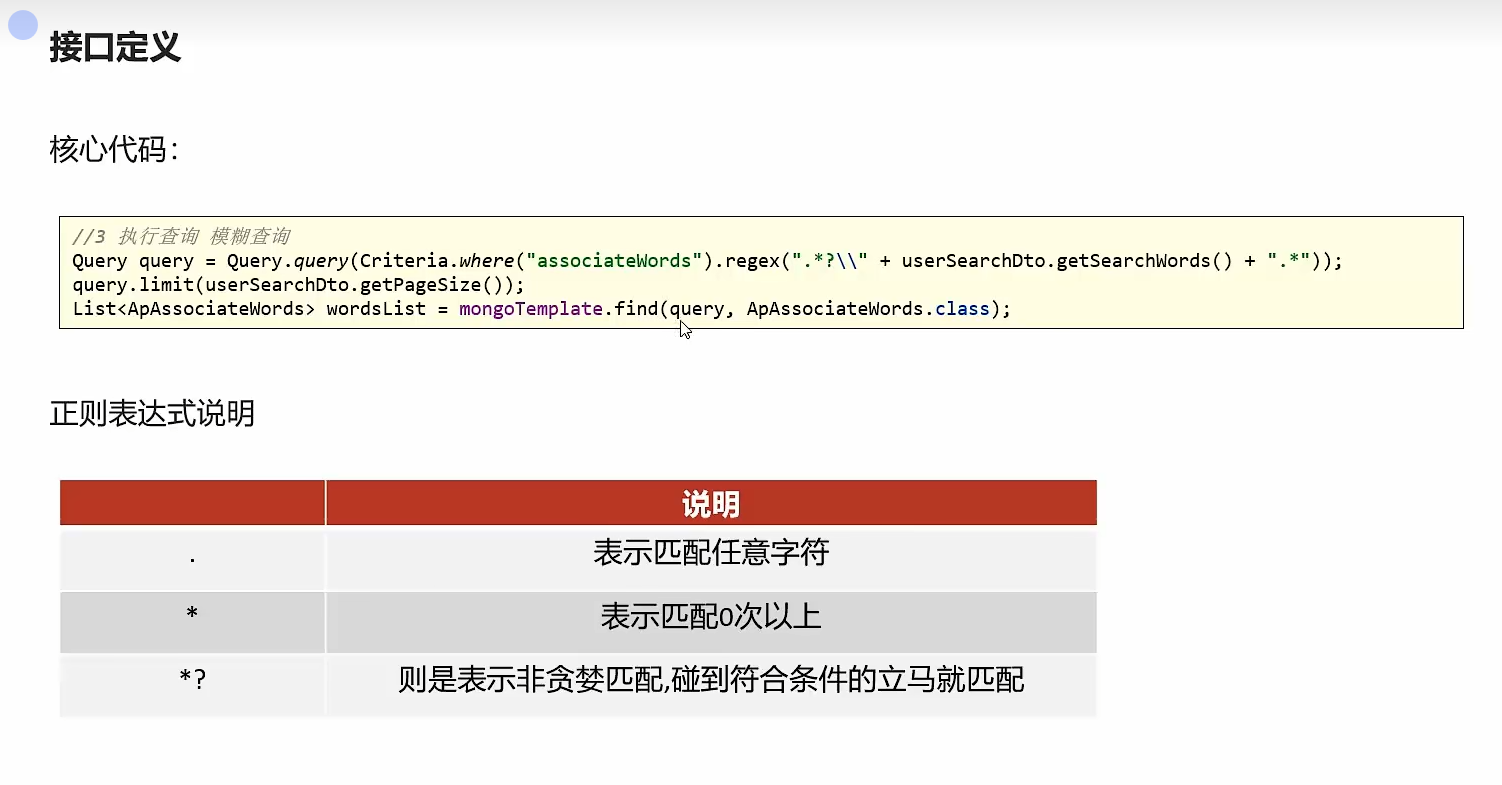 接口定义
核心代码：
//3 执行查询 模糊查询
Query query = Query.query(Criteria.where("associateWords").regex(".*?\\" + userSearchDto.getSearchWords() + ".*"));
query.limit(userSearchDto.getPageSize());
List<ApAssociateWords> wordsList = mongoTemplate.find(query, ApAssociateWords.class);
正则表达式说明
说明
. 表示匹配任意字符
* 表示匹配0次以上
*? 则是表示非贪婪匹配,碰到符合条件的立马就匹配